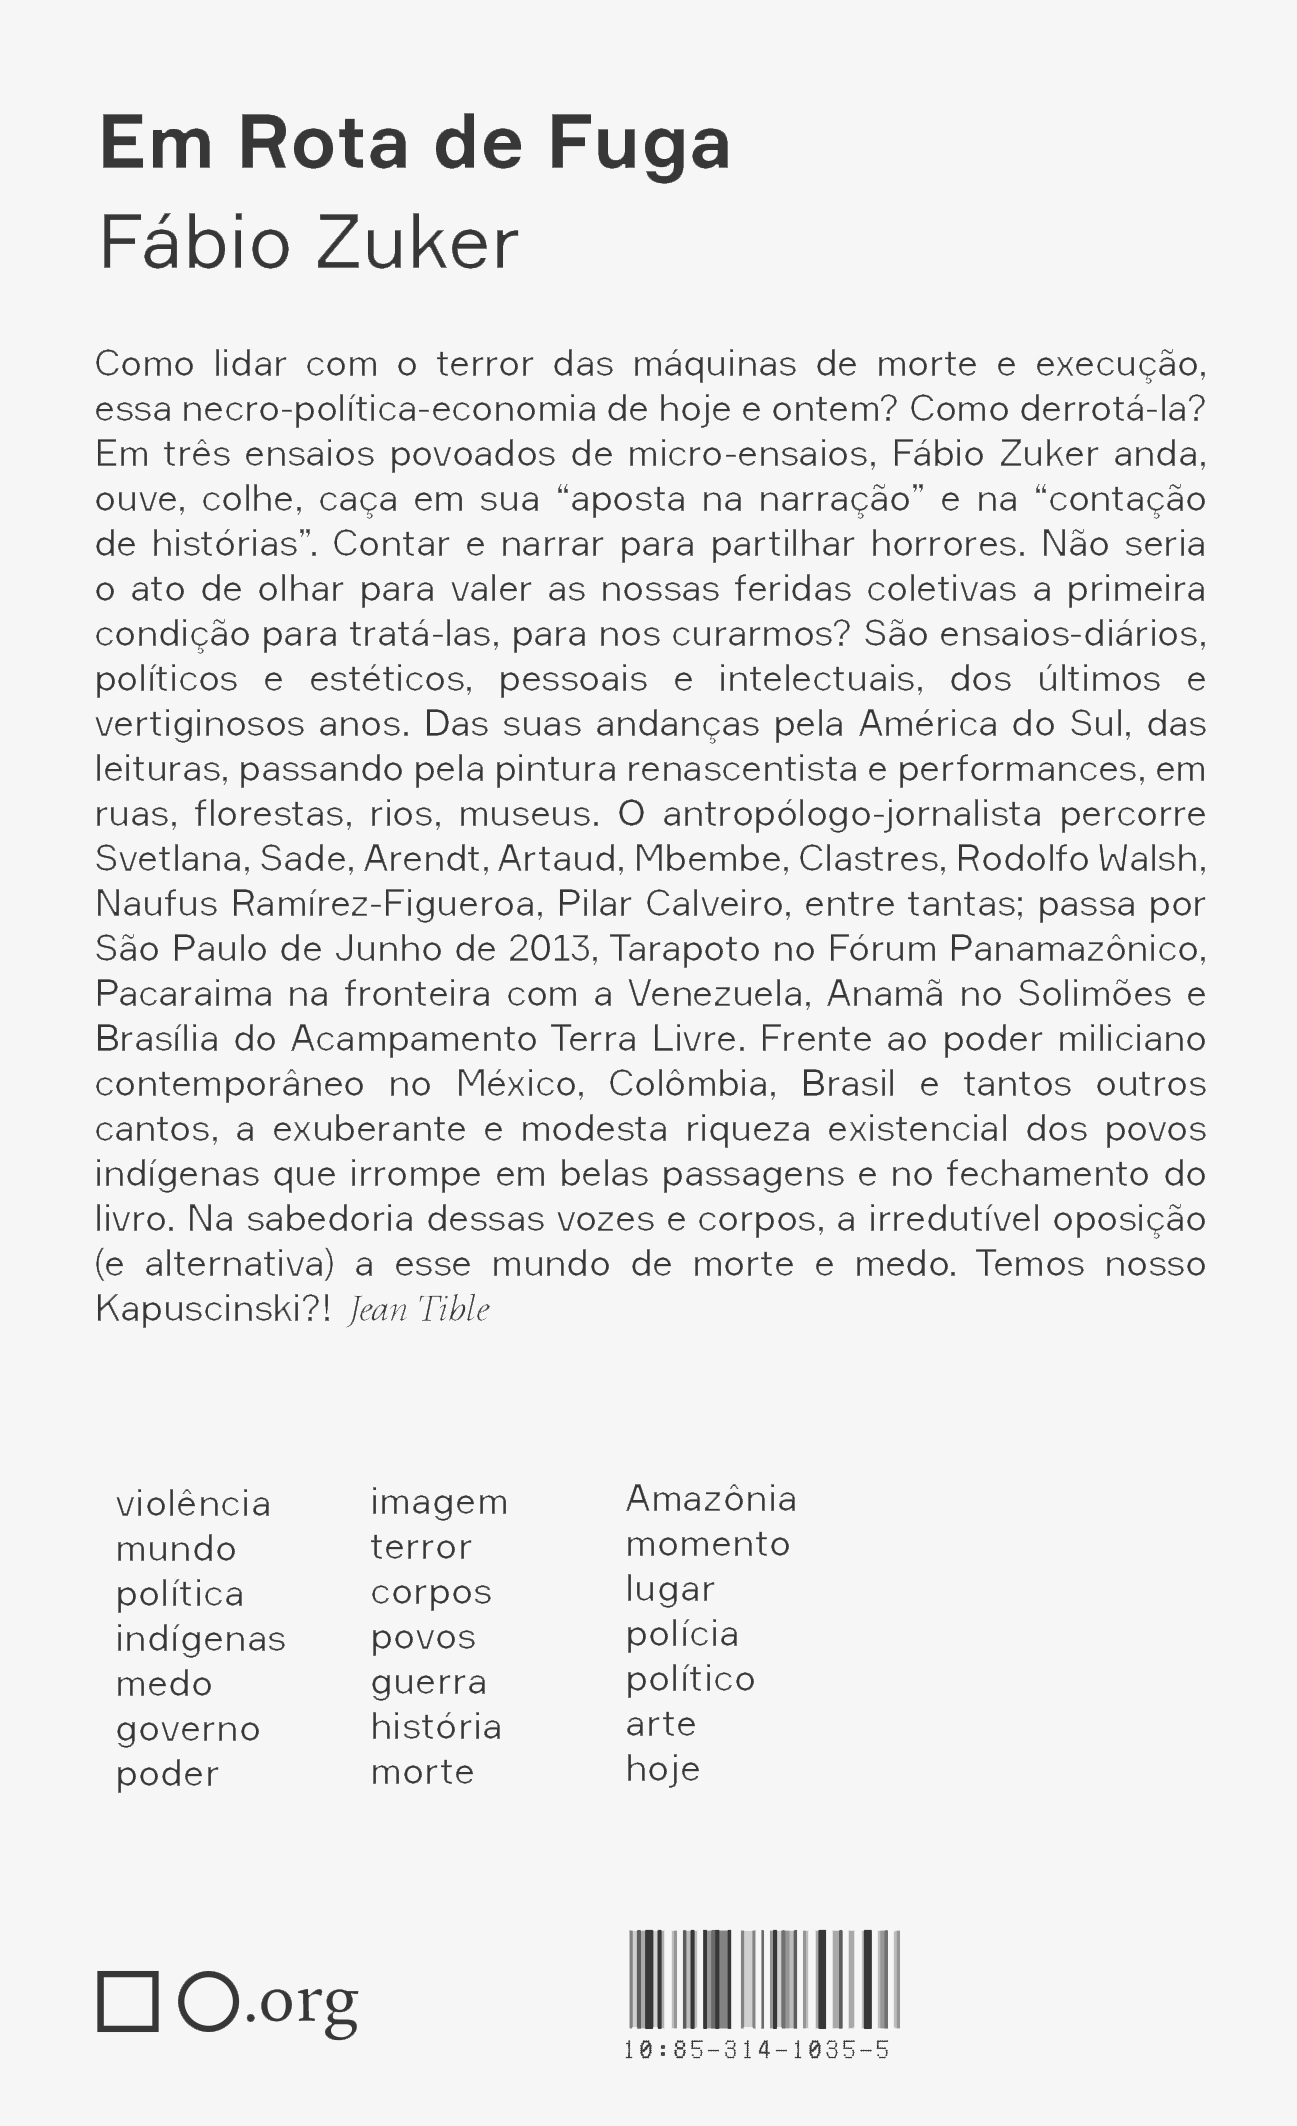 Em Rota de Fuga
Fábio Zuker
Como lidar com o terror das máquinas de morte e execução,
essa necro-política-economia de hoje e ontem? Como derrotá-la?
Em três ensaios povoados de micro-ensaios, Fábio Zuker anda,
ouve, colhe, caça em sua “aposta na narração” e na “contação
de histórias”. Contar e narrar para partilhar horrores. Não seria
o ato de olhar para valer as nossas feridas coletivas a primeira
condição para tratá-las, para nos curarmos? São ensaios-diários,
políticos e estéticos, pessoais e intelectuais, dos últimos e
vertiginosos anos. Das suas andanças pela América do Sul, das
leituras, passando pela pintura renascentista e performances, em
ruas, florestas, rios, museus. O antropólogo-jornalista percorre
Svetlana, Sade, Arendt, Artaud, Mbembe, Clastres, Rodolfo Walsh,
Naufus Ramírez-Figueroa, Pilar Calveiro, entre tantas; passa por
São Paulo de Junho de 2013, Tarapoto no Fórum Panamazônico,
Pacaraima na fronteira com a Venezuela, Anamã no Solimões e
Brasília do Acampamento Terra Livre. Frente ao poder miliciano
contemporâneo no México, Colômbia, Brasil e tantos outros
cantos, a exuberante e modesta riqueza existencial dos povos
indígenas que irrompe em belas passagens e no fechamento do
livro. Na sabedoria dessas vozes e corpos, a irredutível oposição
(e alternativa) a esse mundo de morte e medo. Temos nosso
Kapuscinski?! Jean Tible
violência
mundo
política
indígenas
medo
governo
poder
imagem
terror
corpos
povos
guerra
história
morte
Amazônia
momento
lugar
polícia
político
arte
hoje
.org
10:85-314-1035-5